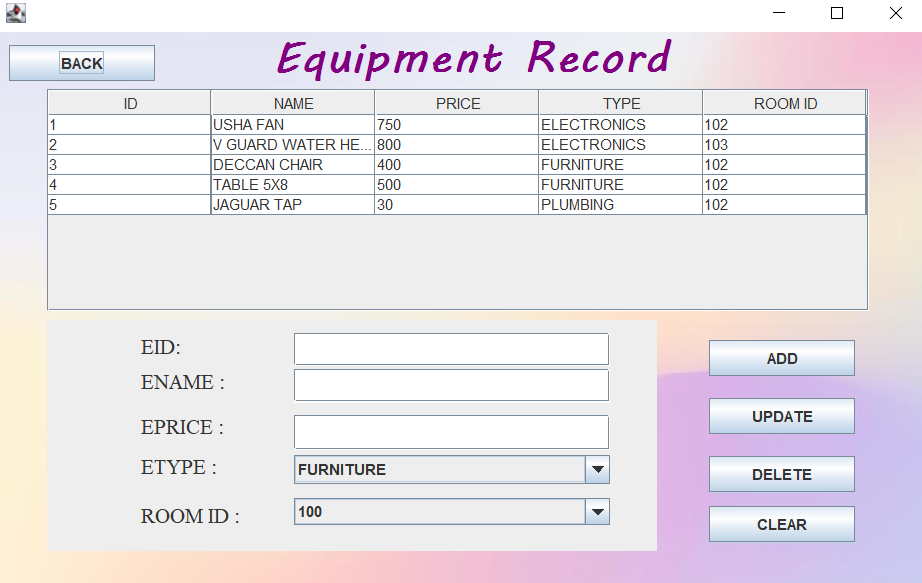 BACK
Equipment Record
ID NAME PRICE TYPE ROOM ID
1 USHA FAN 750 ELECTRONICS 102
2 V GUARD WATER HE... 800 ELECTRONICS 103
3 DECCAN CHAIR 400 FURNITURE 102
4 TABLE 5X8 500 FURNITURE 102
5 JAGUAR TAP 30 PLUMBING 102
EID:
ENAME :
EPRICE :
ETYPE : FURNITURE
ROOM ID : 100
ADD
UPDATE
DELETE
CLEAR